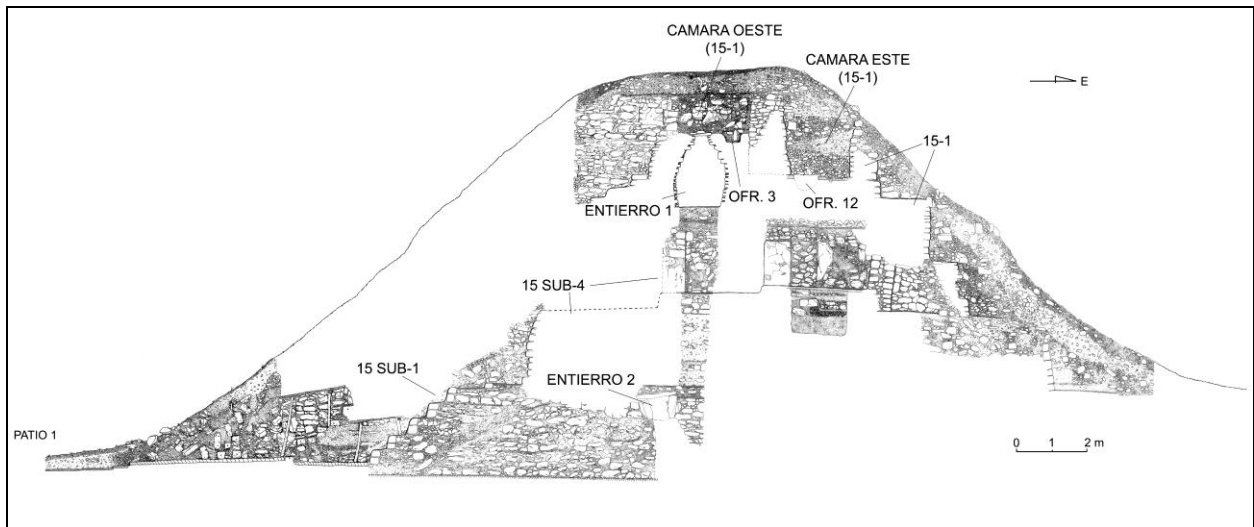 CAMARA OESTE
(15-1)
CAMARA ESTE
(15-1)
E
15-1
OFR. 3
OFR. 12
ENTIERRO 1
15 SUB-4
15 SUB-1
ENTIERRO 2
PATIO 1
0 1 2 m